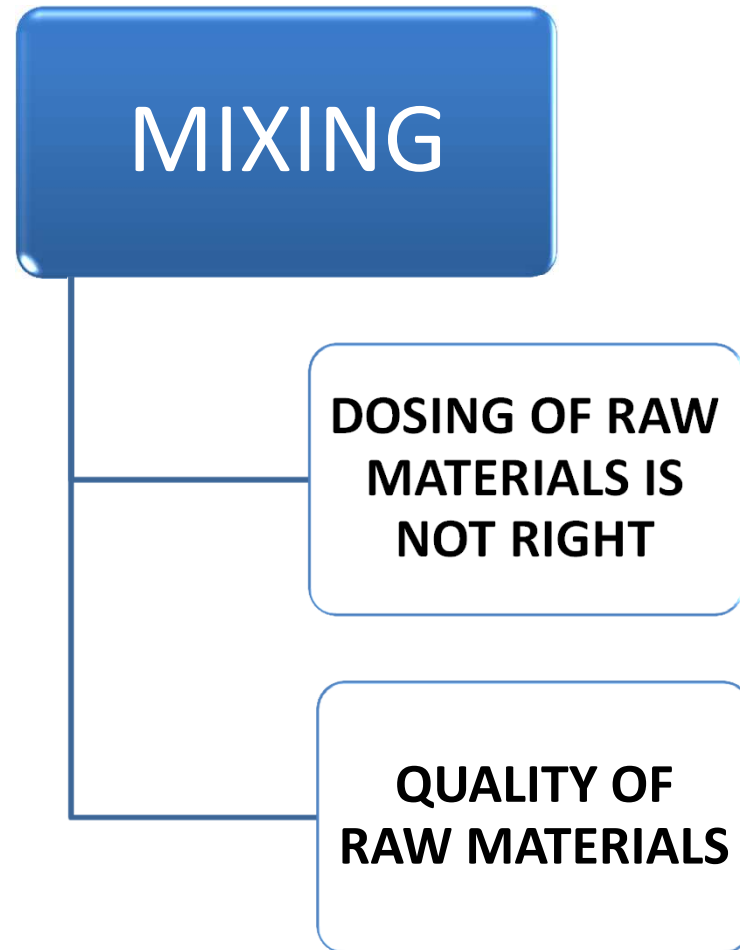 MIXING
DOSING OF RAW
MATERIALS IS
NOT RIGHT
QUALITY OF
RAW MATERIALS